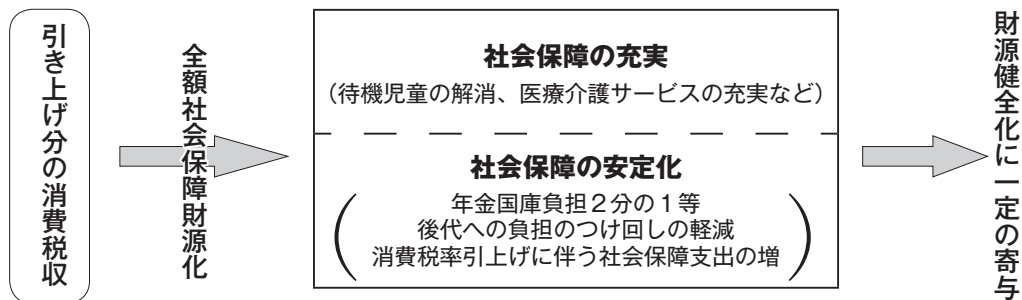 引き上げ分の消費税収
全額社会保障財源化
社会保障の充実
（待機児童の解消、医療介護サービスの充実など）
社会保障の安定化
年金国庫負担２分の１等
後代への負担のつけ回しの軽減
消費税率引上げに伴う社会保障支出の増
財源健全化に一定の寄与